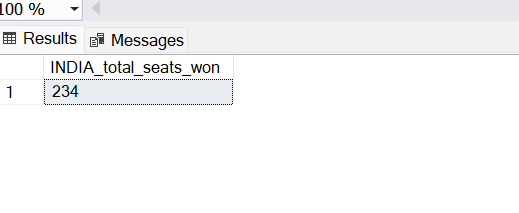 100 %
Results Messages
INDIA_total_seats_won
1 234